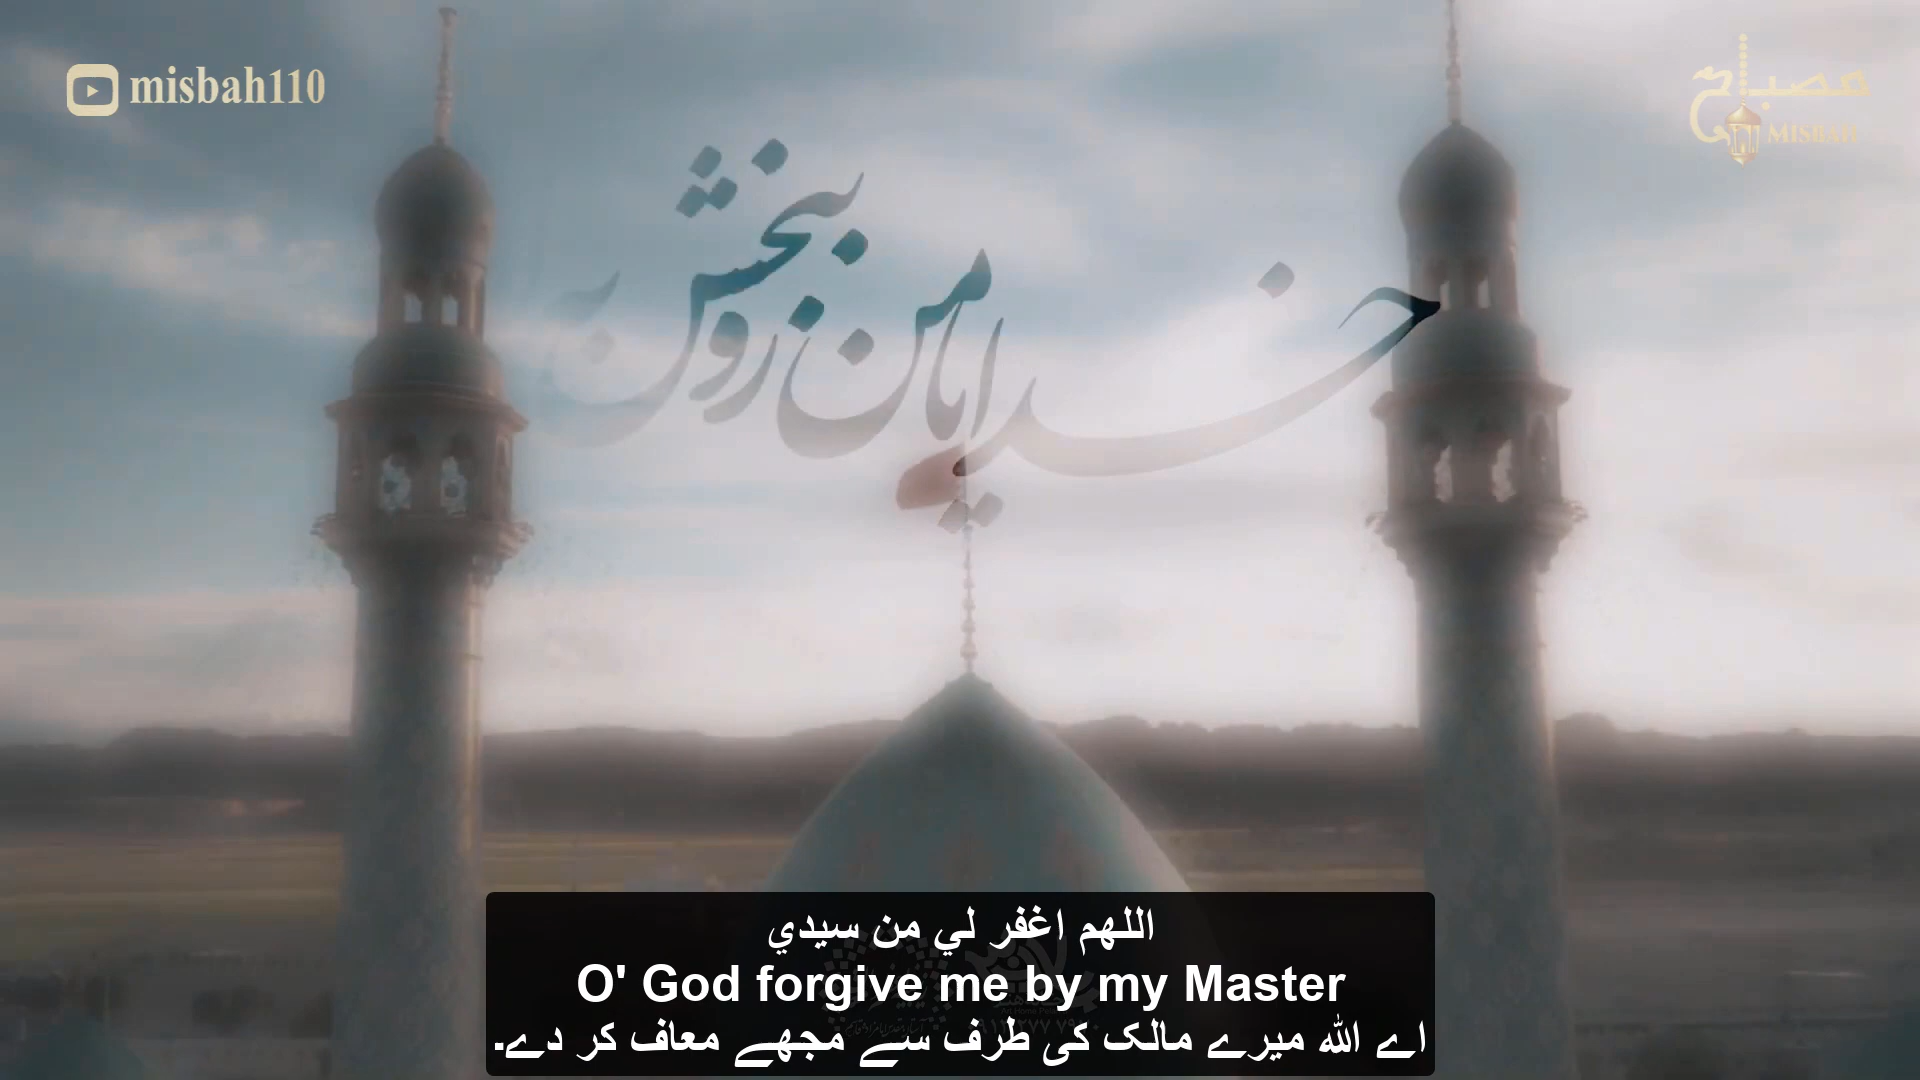 misbah110
مصباح
MISBAH
خدایا من رو ببخش به
اللهم اغفر لي من سيدي
O' God forgive me by my Master
اے اللہ میرے مالک کی طرف سے مجھے معاف کر دے۔